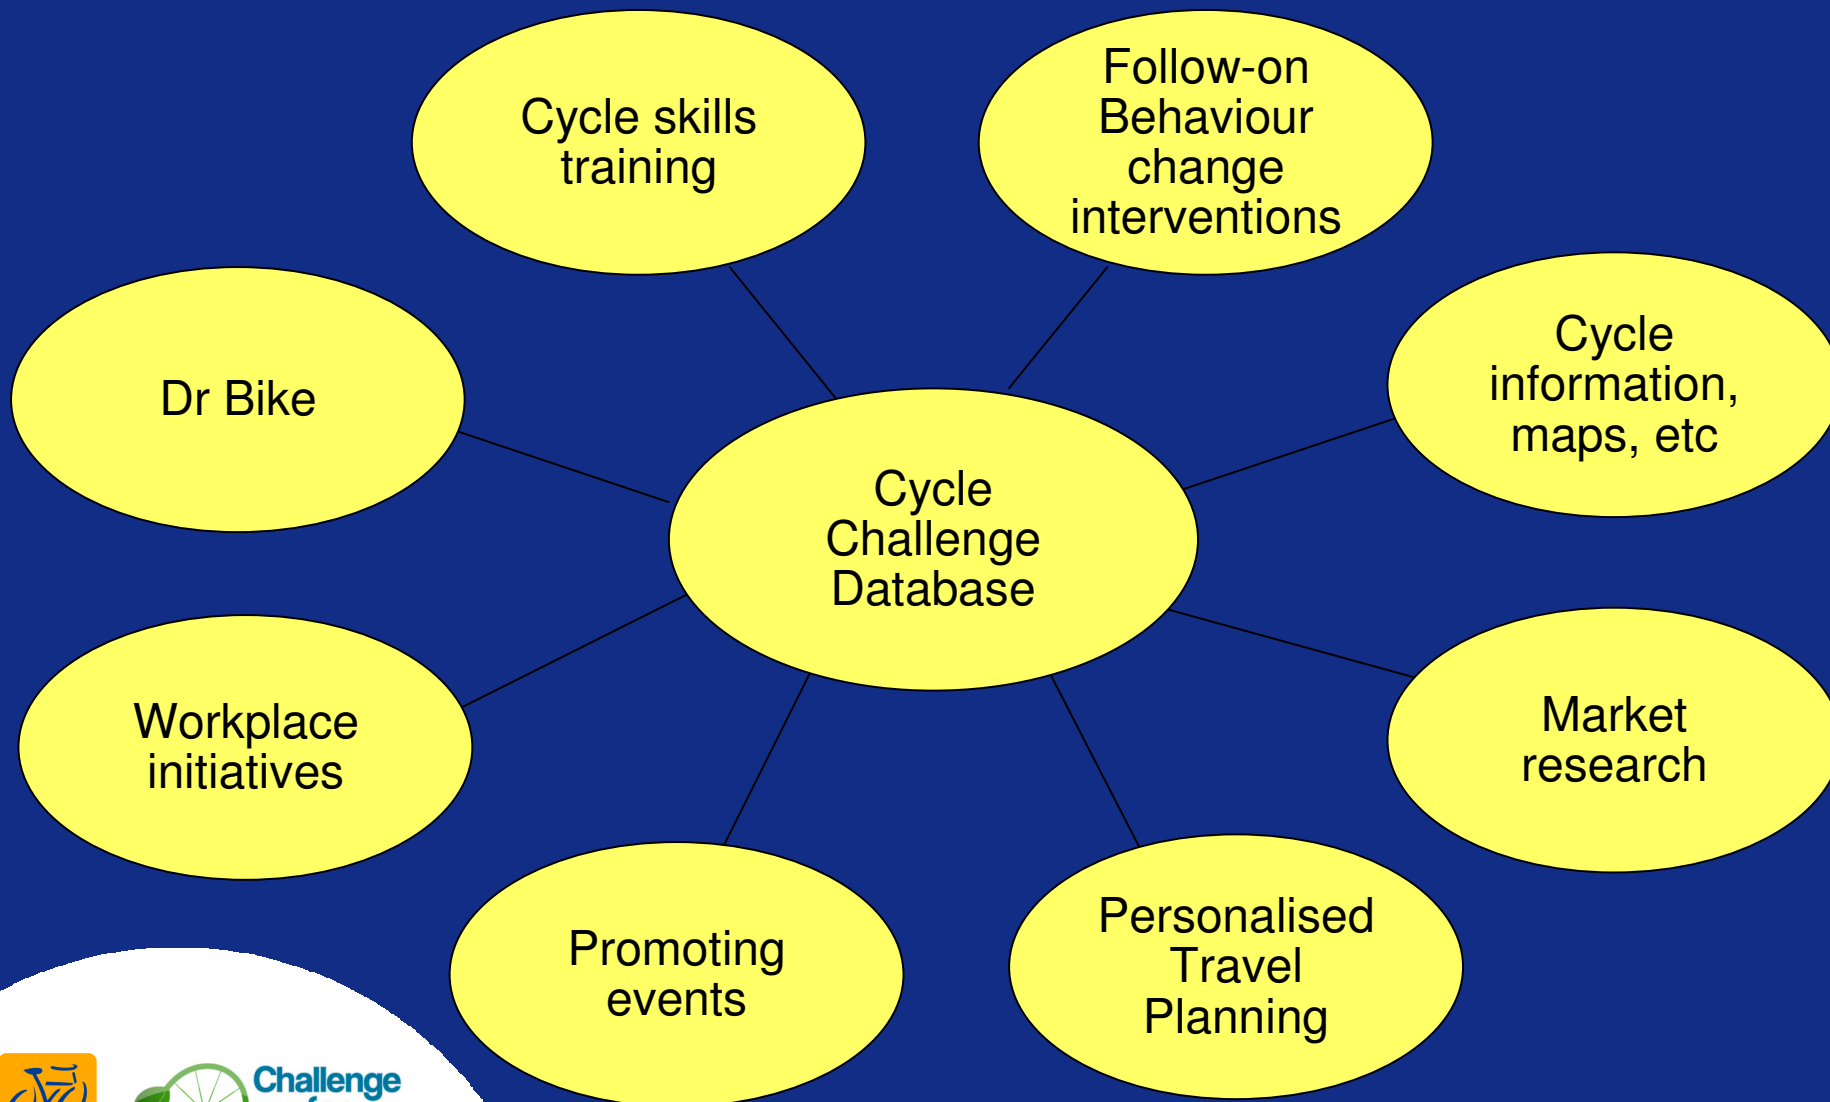 Cycle skills
training
Follow-on
Behaviour
change
interventions
Dr Bike
Cycle
information,
maps, etc
Cycle
Challenge
Database
Workplace
initiatives
Market
research
Promoting
events
Personalised
Travel
Planning
Challenge